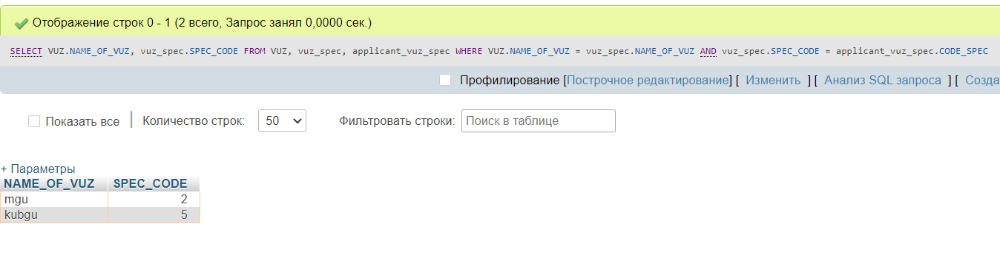 Отображение строк 0 - 1 (2 всего, Запрос занял 0,0000 сек.)
SELECT VUZ.NAME_OF_VUZ, vuz_spec.SPEC_CODE FROM VUZ, vuz_spec, applicant_vuz_spec WHERE VUZ.NAME_OF_VUZ = vuz_spec.NAME_OF_VUZ AND vuz_spec.SPEC_CODE = applicant_vuz_spec.CODE_SPEC
Профилирование [Построчное редактирование] [ Изменить ] [ Анализ SQL запроса ] [ Созда
Показать все | Количество строк: 50 Фильтровать строки: Поиск в таблице
+ Параметры
NAME_OF_VUZ SPEC_CODE
mgu 2
kubgu 5